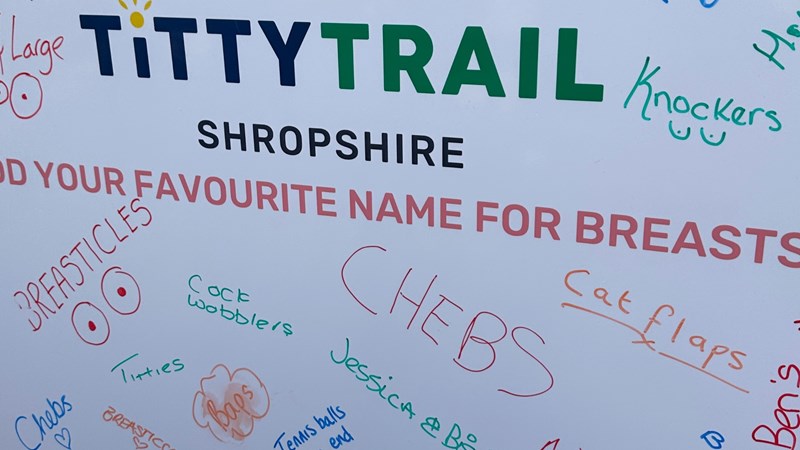 Large
TiTTYTRAIL
Knockers
SHROPSHIRE
DD YOUR FAVOURITE NAME FOR BREASTS
BREASTICLES
Cock
wobblers
CHEBS
Cat flaps
Titties
Jessica &
Baps
Chebs
Tennis balls
end
Ben's